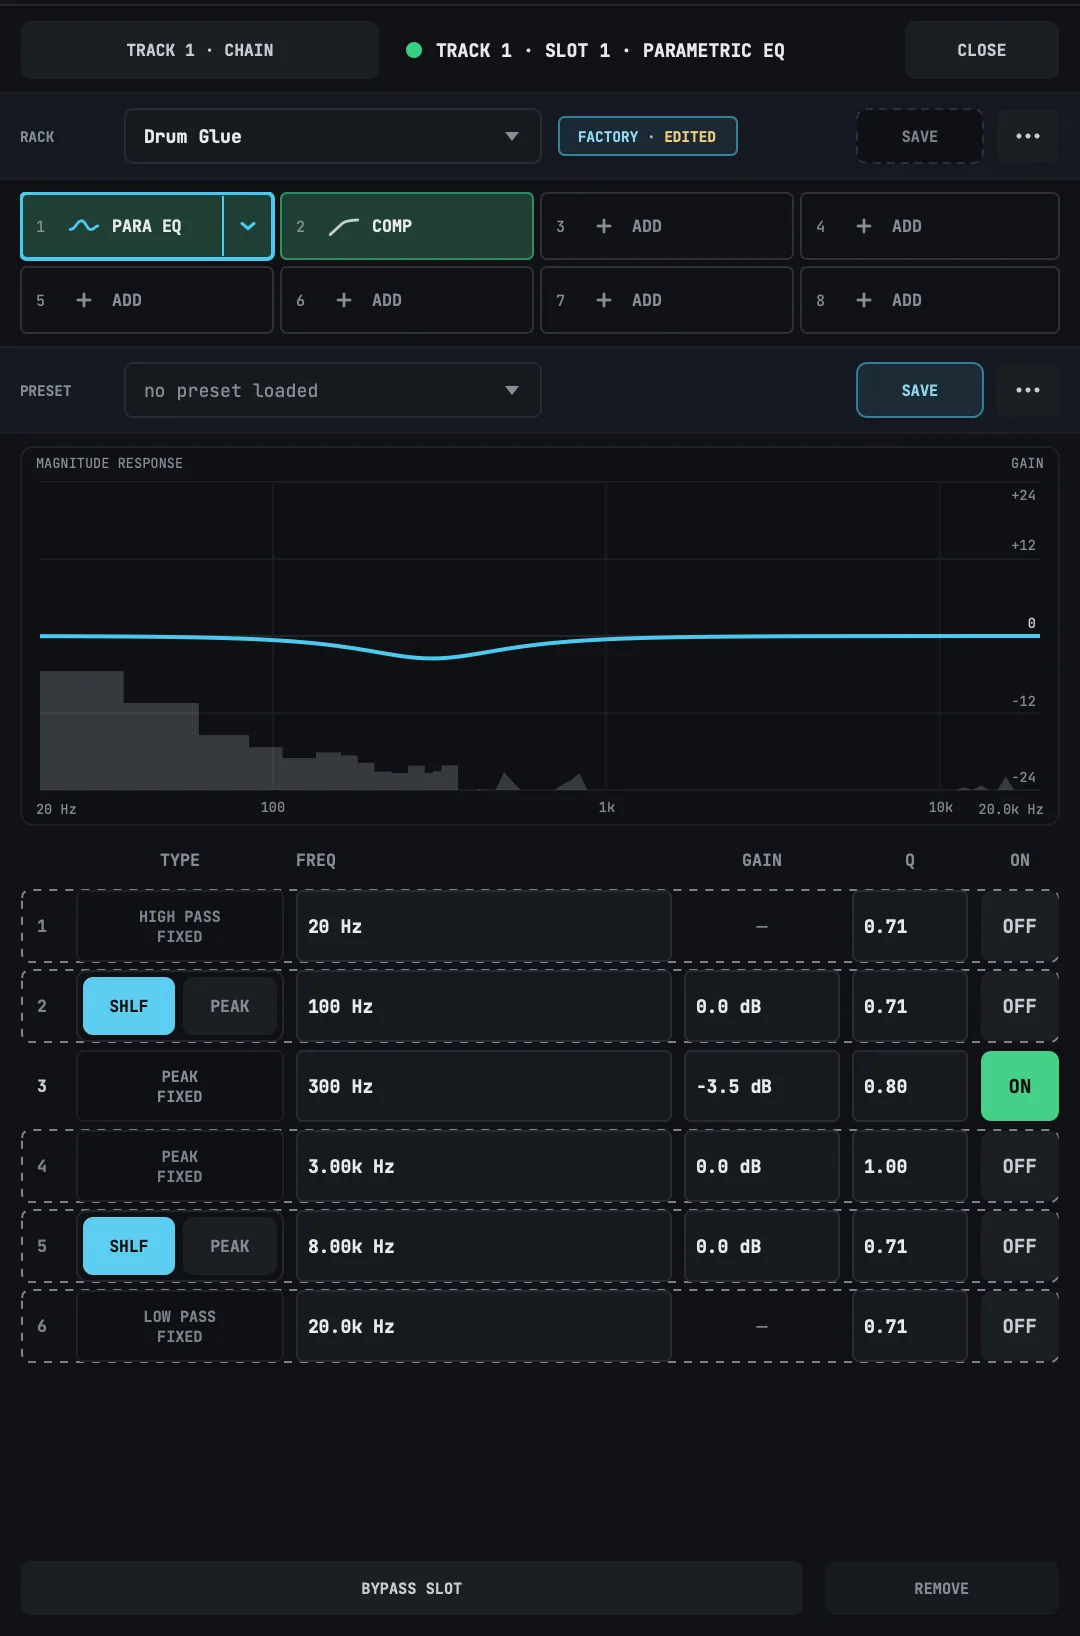 TRACK 1 · CHAIN
TRACK 1 · SLOT 1 · PARAMETRIC EQ
CLOSE
RACK
Drum Glue
FACTORY · EDITED
SAVE
1 PARA EQ
2 COMP
3 + ADD
4 + ADD
5 + ADD
6 + ADD
7 + ADD
8 + ADD
PRESET
no preset loaded
SAVE
MAGNITUDE RESPONSE
GAIN
+24
+12
0
-12
-24
20 Hz
100
1k
10k
20.0k Hz
TYPE FREQ GAIN Q ON
1
HIGH PASS
FIXED
20 Hz — 0.71 OFF
2 SHLF PEAK 100 Hz 0.0 dB 0.71 OFF
3
PEAK
FIXED
300 Hz -3.5 dB 0.80 ON
4
PEAK
FIXED
3.00k Hz 0.0 dB 1.00 OFF
5 SHLF PEAK 8.00k Hz 0.0 dB 0.71 OFF
6
LOW PASS
FIXED
20.0k Hz — 0.71 OFF
BYPASS SLOT
REMOVE